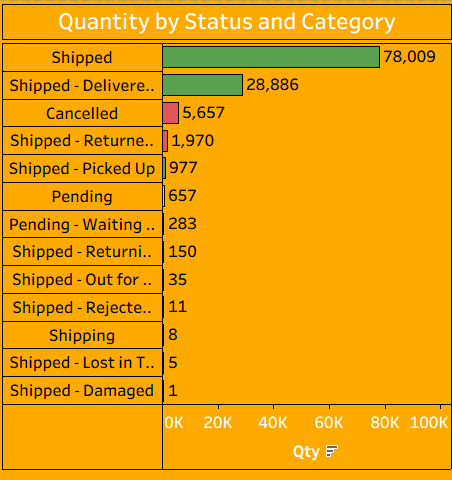 Quantity by Status and Category
Shipped 78,009
Shipped - Delivere.. 28,886
Cancelled 5,657
Shipped - Returne.. 1,970
Shipped - Picked Up 977
Pending 657
Pending - Waiting .. 283
Shipped - Returni.. 150
Shipped - Out for .. 35
Shipped - Rejecte.. 11
Shipping 8
Shipped - Lost in T.. 5
Shipped - Damaged 1
0K 20K 40K 60K 80K 100K
Qty